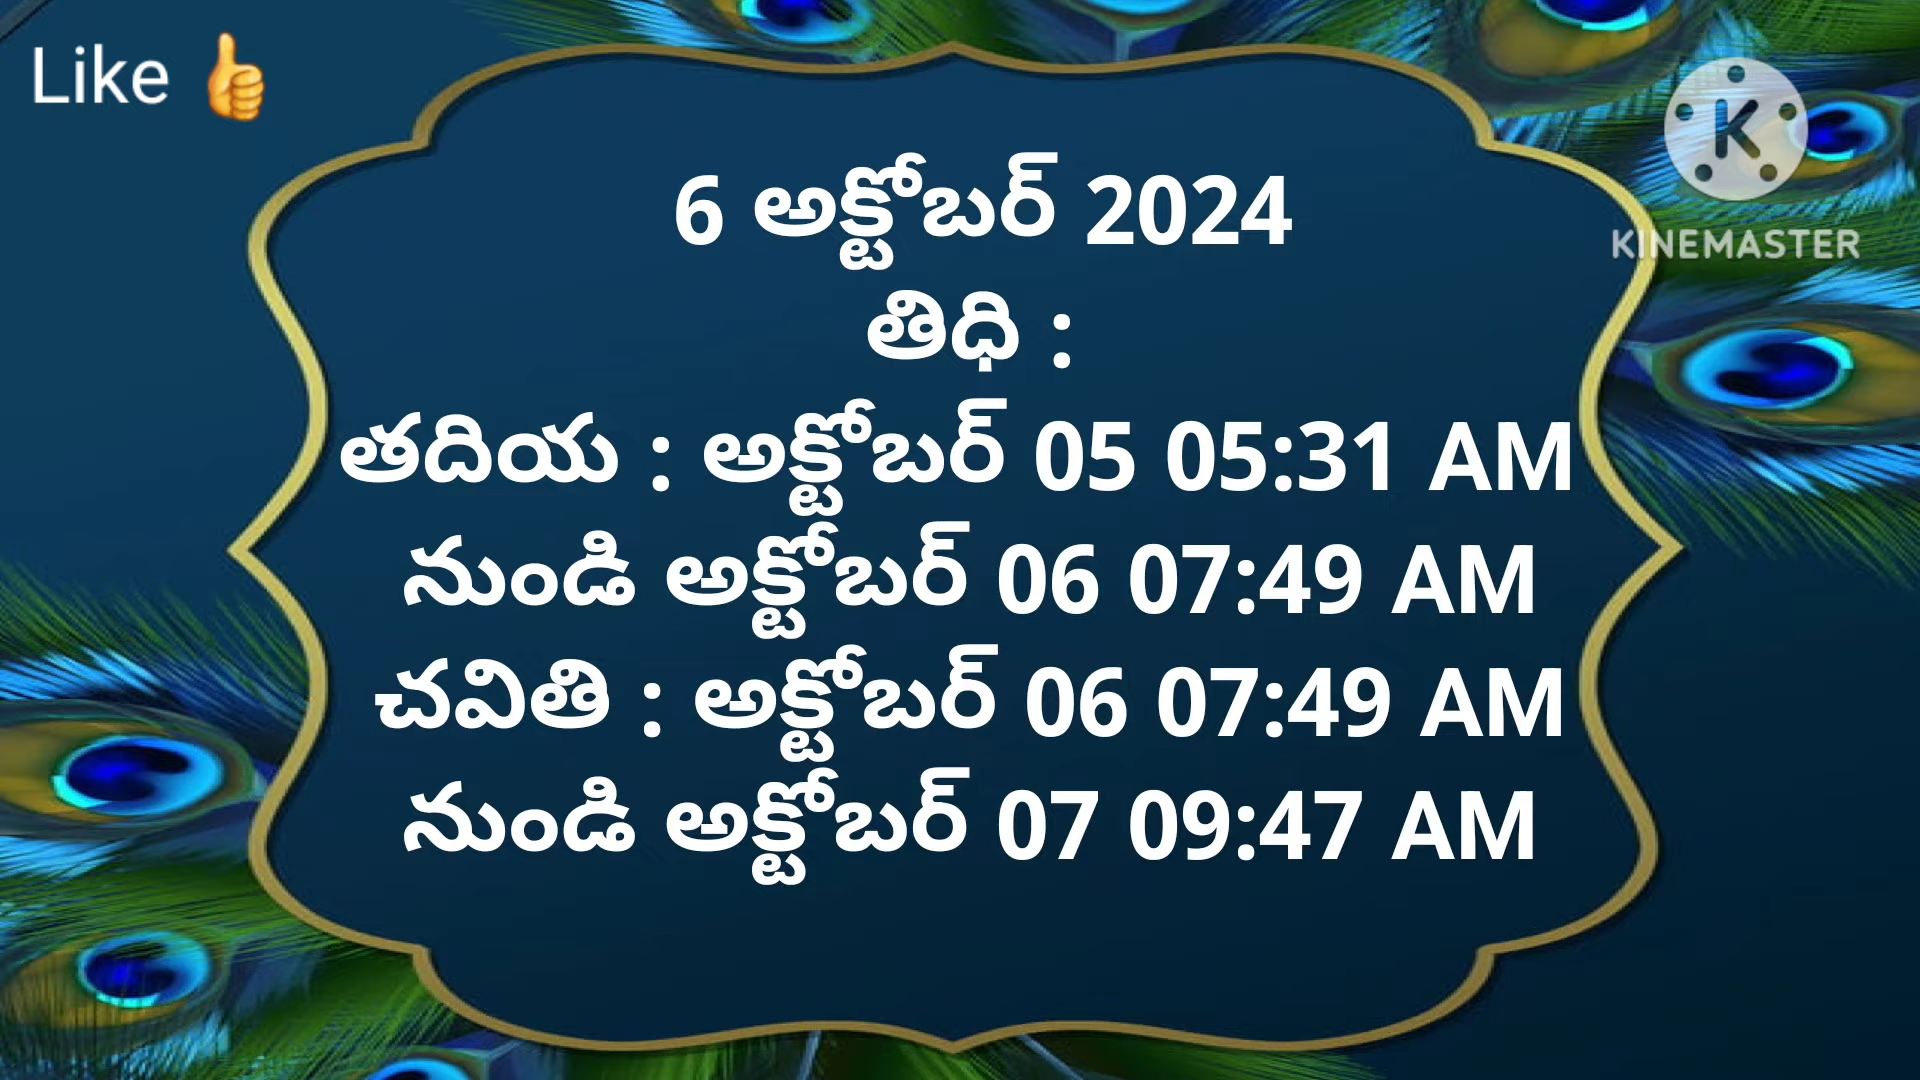 Like 👍
KINEMASTER
6 అక్టోబర్ 2024
తిధి :
తదియ : అక్టోబర్ 05 05:31 AM
నుండి అక్టోబర్ 06 07:49 AM
చవితి : అక్టోబర్ 06 07:49 AM
నుండి అక్టోబర్ 07 09:47 AM